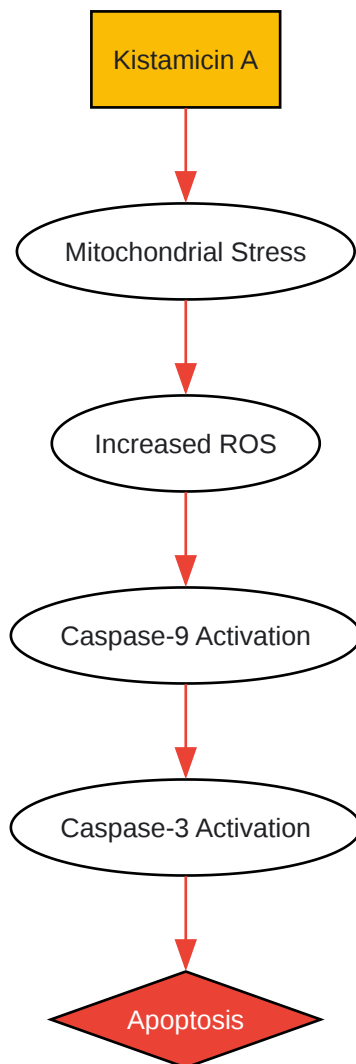 Kistamicin A
Mitochondrial Stress
Increased ROS
Caspase-9 Activation
Caspase-3 Activation
Apoptosis